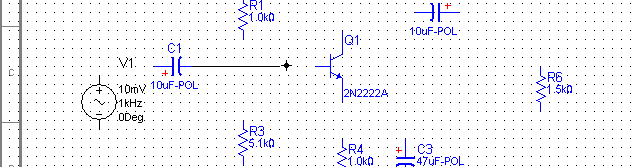 R1
1.0kΩ
+
10uF-POL
Q1
C1
V1
+
10uF-POL
2N2222A
10mV
1kHz
0Deg
R6
1.5kΩ
R3
5.1kΩ
R4
1.0kΩ
+
C3
47uF-POL